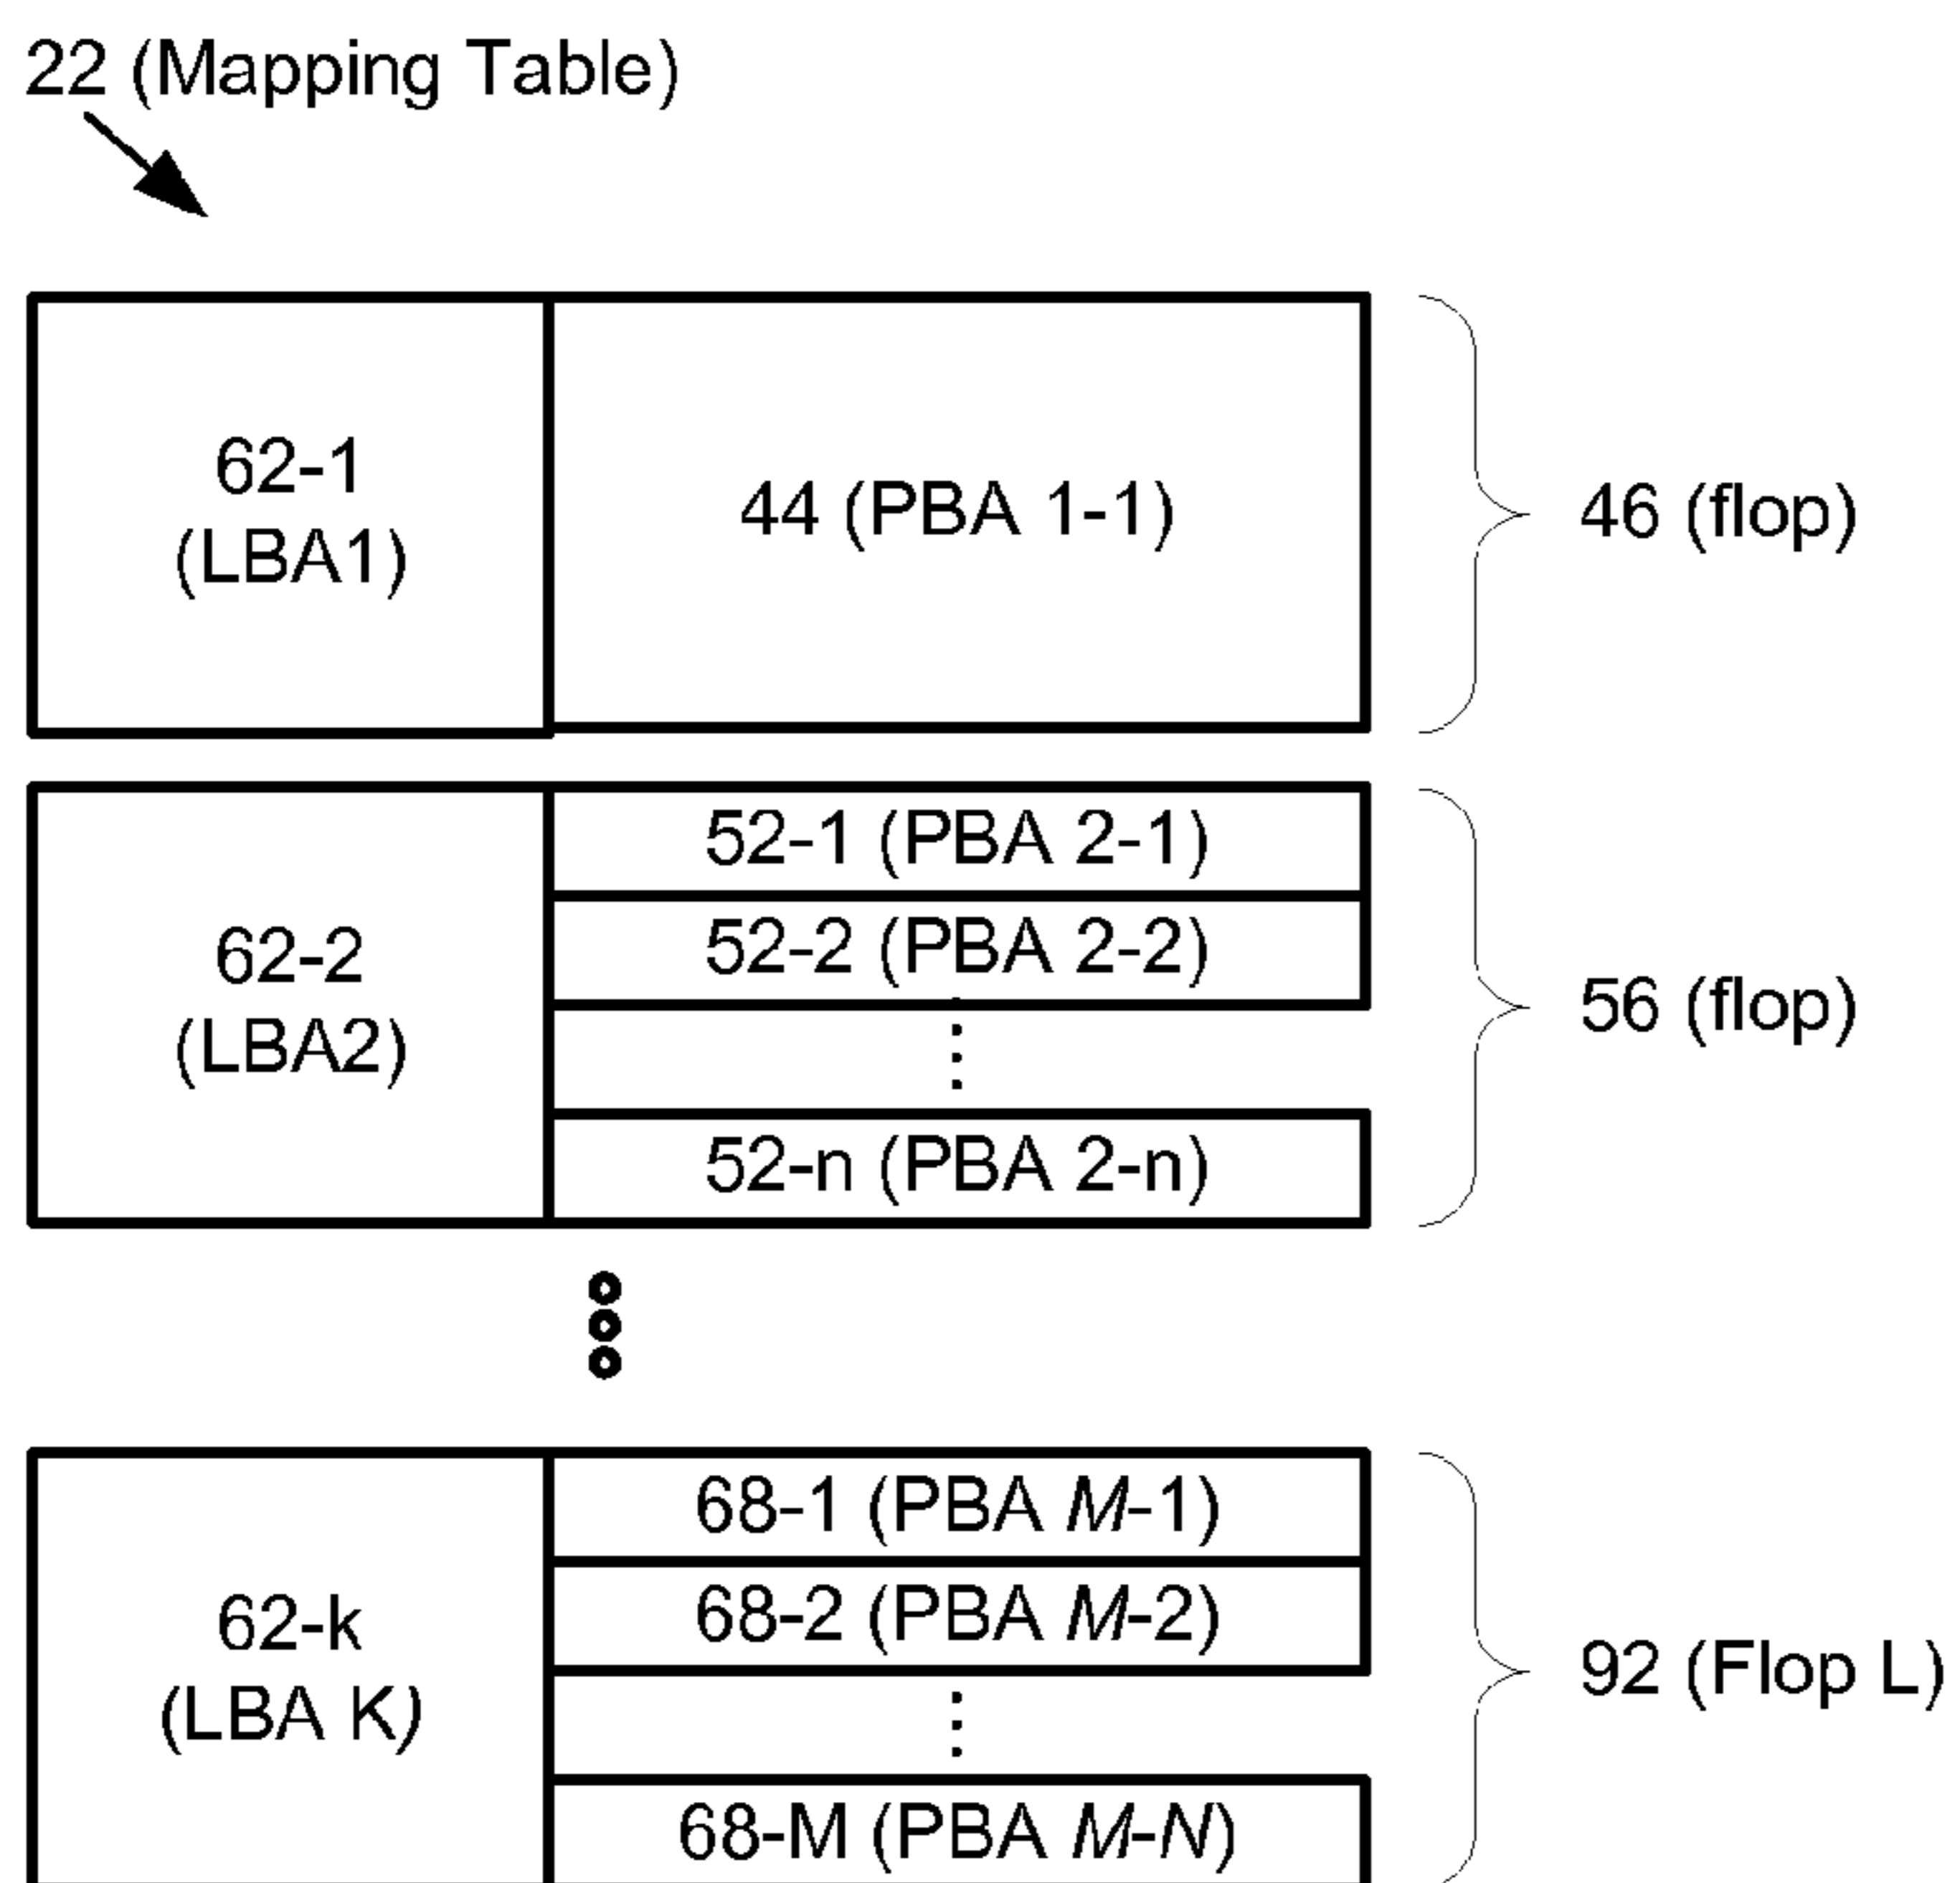 22 (Mapping Table)
62-1
(LBA1)
44 (PBA 1-1)
46 (flop)
62-2
(LBA2)
52-1 (PBA 2-1)
52-2 (PBA 2-2)
52-n (PBA 2-n)
56 (flop)
62-k
(LBA K)
68-1 (PBA M-1)
68-2 (PBA M-2)
68-M (PBA M-N)
92 (Flop L)